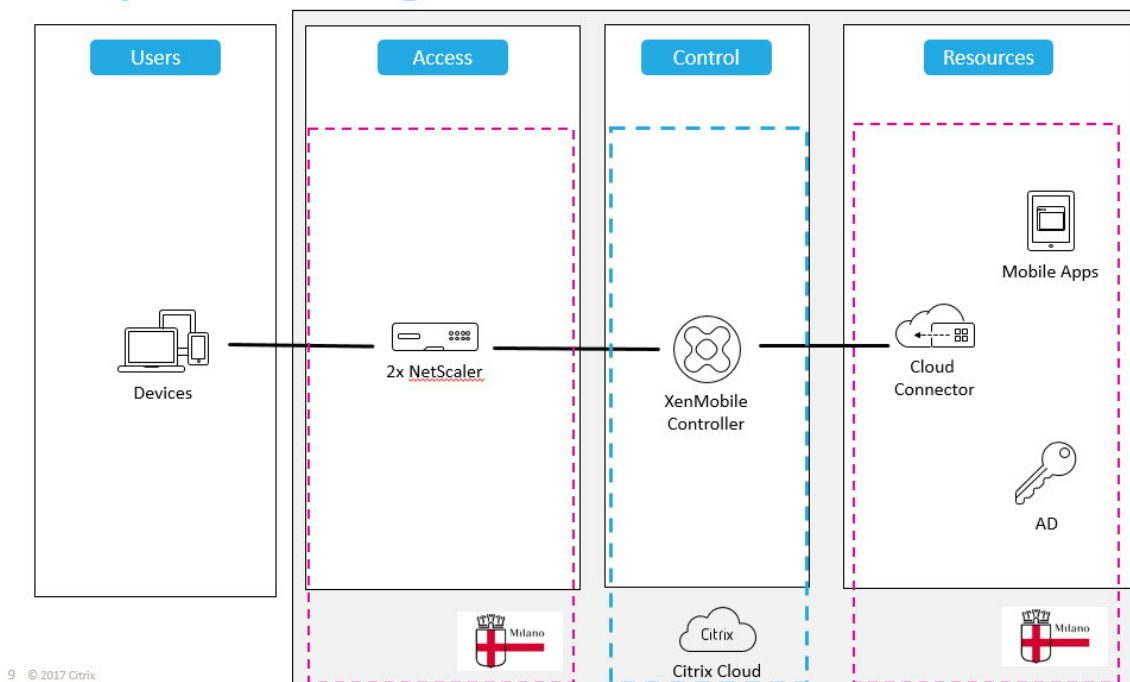 Users
Access
Control
Resources
Mobile Apps
Devices
2x NetScaler
XenMobile
Controller
Cloud
Connector
AD
Milano
Citrix
Citrix Cloud
Milano
9 © 2017 Citrix